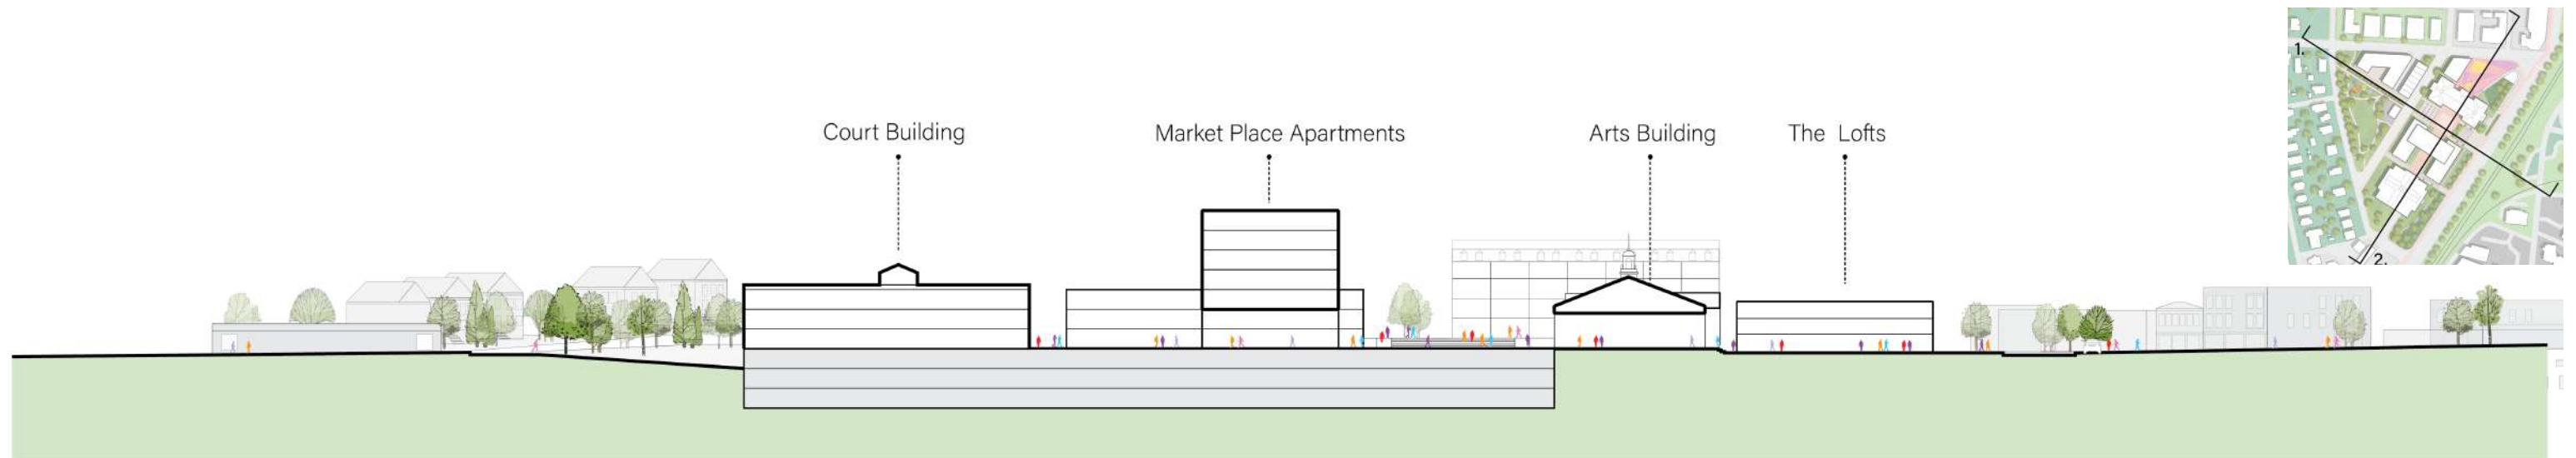 Court Building
Market Place Apartments
Arts Building
The Lofts
1.
2.